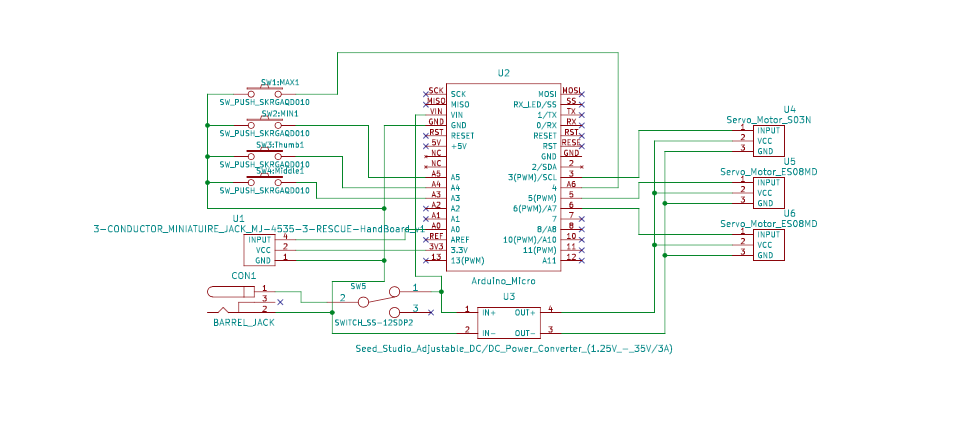 U2
SW1:MAX1
SW_PUSH_SKRGAQD010
SW2:MIN1
SW_PUSH_SKRGAQD010
SW3:Thumb1
SW_PUSH_SKRGAQD010
SW4:Middle1
SW_PUSH_SKRGAQD010
SCK SCK MOSI MOSI
MISO MISO RX_LED/SS SS
VIN VIN 1/TX TX
GND GND 0/RX RX
RST RESET RESET RST
5V +5V RST RESE
NC GND GND
NC 2/SDA 2
A5 A5 3(PWM)/SCL 3
A4 A4 4 A6
A3 A3 5(PWM) 5
A2 A2 6(PWM)/A7 6
A1 A1 7 7
A0 A0 8/A8 8
REF AREF 10(PWM)/A10 10
3V3 3.3V 11(PWM) 11
13 13(PWM) A11 12
Arduino_Micro
U4
Servo_Motor_S03N
1 INPUT
2 VCC
3 GND
U5
Servo_Motor_ES08MD
1 INPUT
2 VCC
3 GND
U6
Servo_Motor_ES08MD
1 INPUT
2 VCC
3 GND
U1
3-CONDUCTOR_MINIATUIRE_JACK_MJ-4535-3-RESCUE-HandBoard_v1
INPUT 4
VCC 2
GND 1
CON1
1
3
2
BARREL_JACK
SW5
2 1
3
SWITCH_SS-12SDP2
U3
1 IN+ OUT+ 4
2 IN- OUT- 3
Seed_Studio_Adjustable_DC/DC_Power_Converter_(1.25V_-_35V/3A)